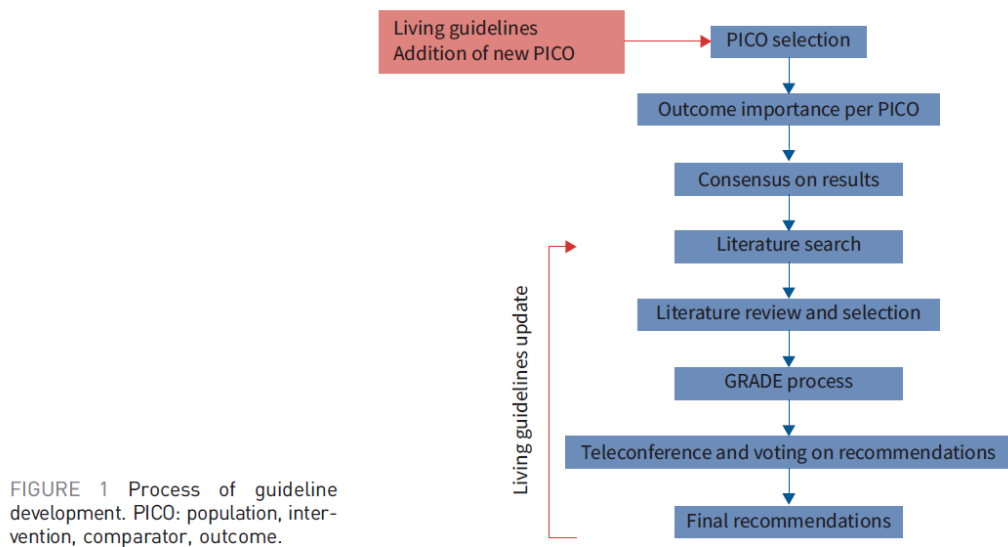 Living guidelines
Addition of new PICO
PICO selection
Outcome importance per PICO
Consensus on results
Literature search
Literature review and selection
GRADE process
Teleconference and voting on recommendations
Final recommendations
Living guidelines update
FIGURE 1 Process of guideline
development. PICO: population, inter-
vention, comparator, outcome.